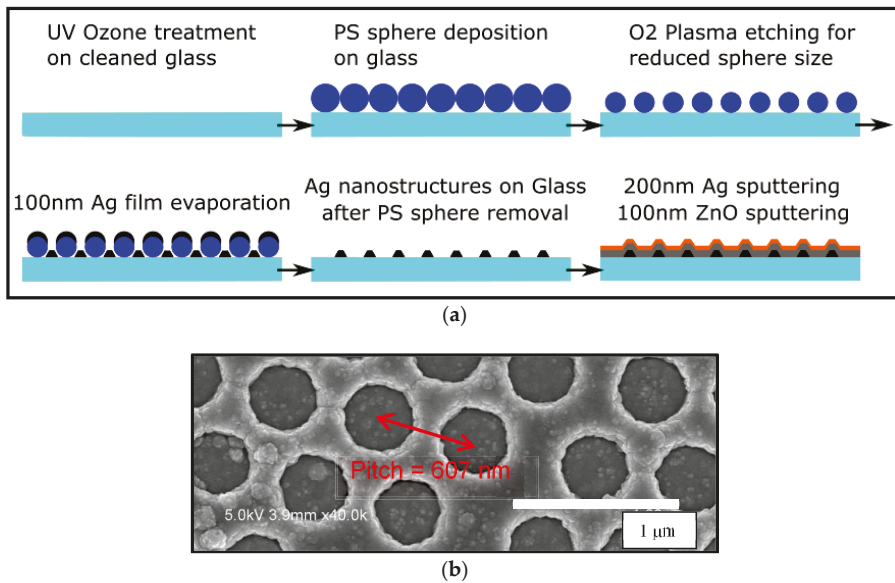 UV Ozone treatment
on cleaned glass
PS sphere deposition
on glass
O2 Plasma etching for
reduced sphere size
100nm Ag film evaporation
Ag nanostructures on Glass
after PS sphere removal
200nm Ag sputtering
100nm ZnO sputtering
(a)
Pitch = 607 nm
5.0kV 3.9mm x40.0k
1 μm
(b)